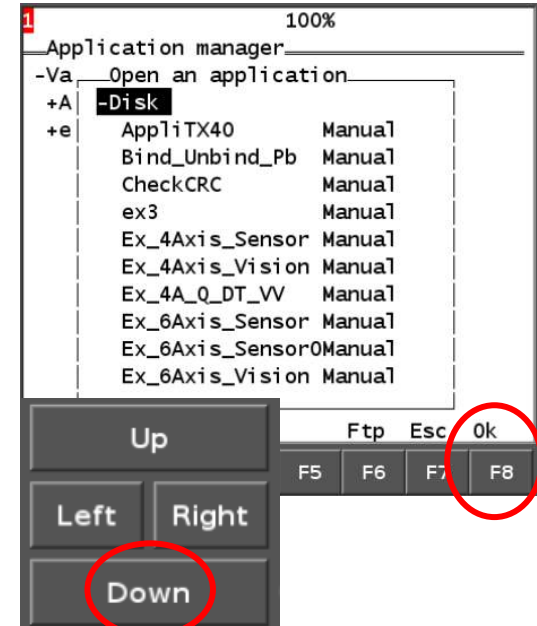 1 100%
Application manager
-Va Open an application
+A -Disk
+e AppliTX40 Manual
Bind_Unbind_Pb Manual
CheckCRC Manual
ex3 Manual
Ex_4Axis_Sensor Manual
Ex_4Axis_Vision Manual
Ex_4A_Q_DT_VV Manual
Ex_6Axis_Sensor Manual
Ex_6Axis_Sensor0Manual
Ex_6Axis_Vision Manual
Ftp Esc Ok
F5 F6 F7 F8
Up
Left Right
Down